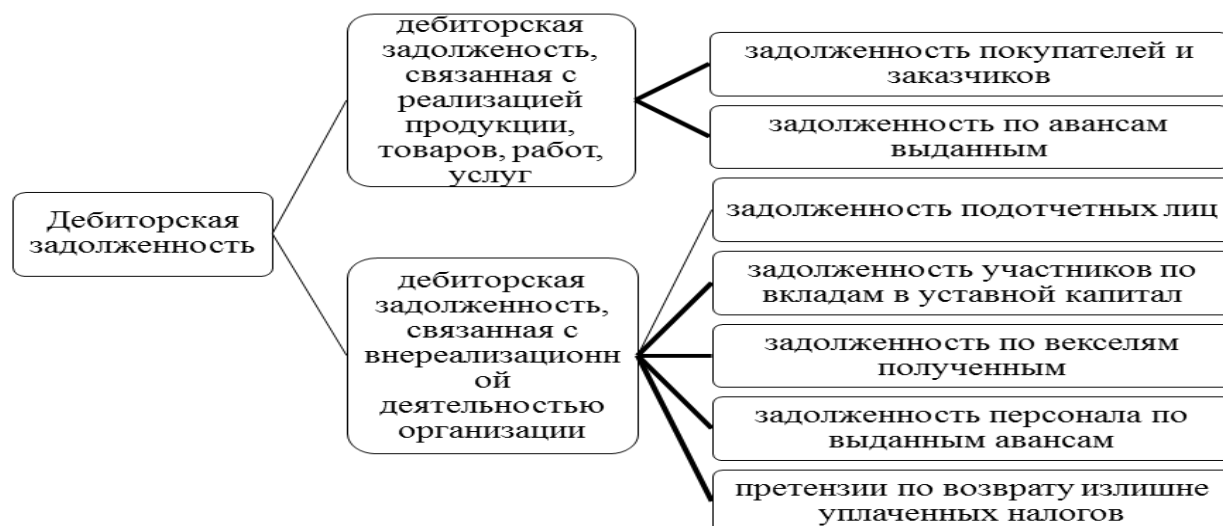 Дебиторская
задолженность
дебиторская
задолженость,
связанная с
реализацией
продукции,
товаров, работ,
услуг
задолженность покупателей и
заказчиков
задолженность по авансам
выданным
дебиторская
задолженность,
связанная с
внереализационн
ой
деятельностью
организации
задолженность подотчетных лиц
задолженность участников по
вкладам в уставной капитал
задолженность по векселям
полученным
задолженность персонала по
выданным авансам
претензии по возврату излишне
уплаченных налогов